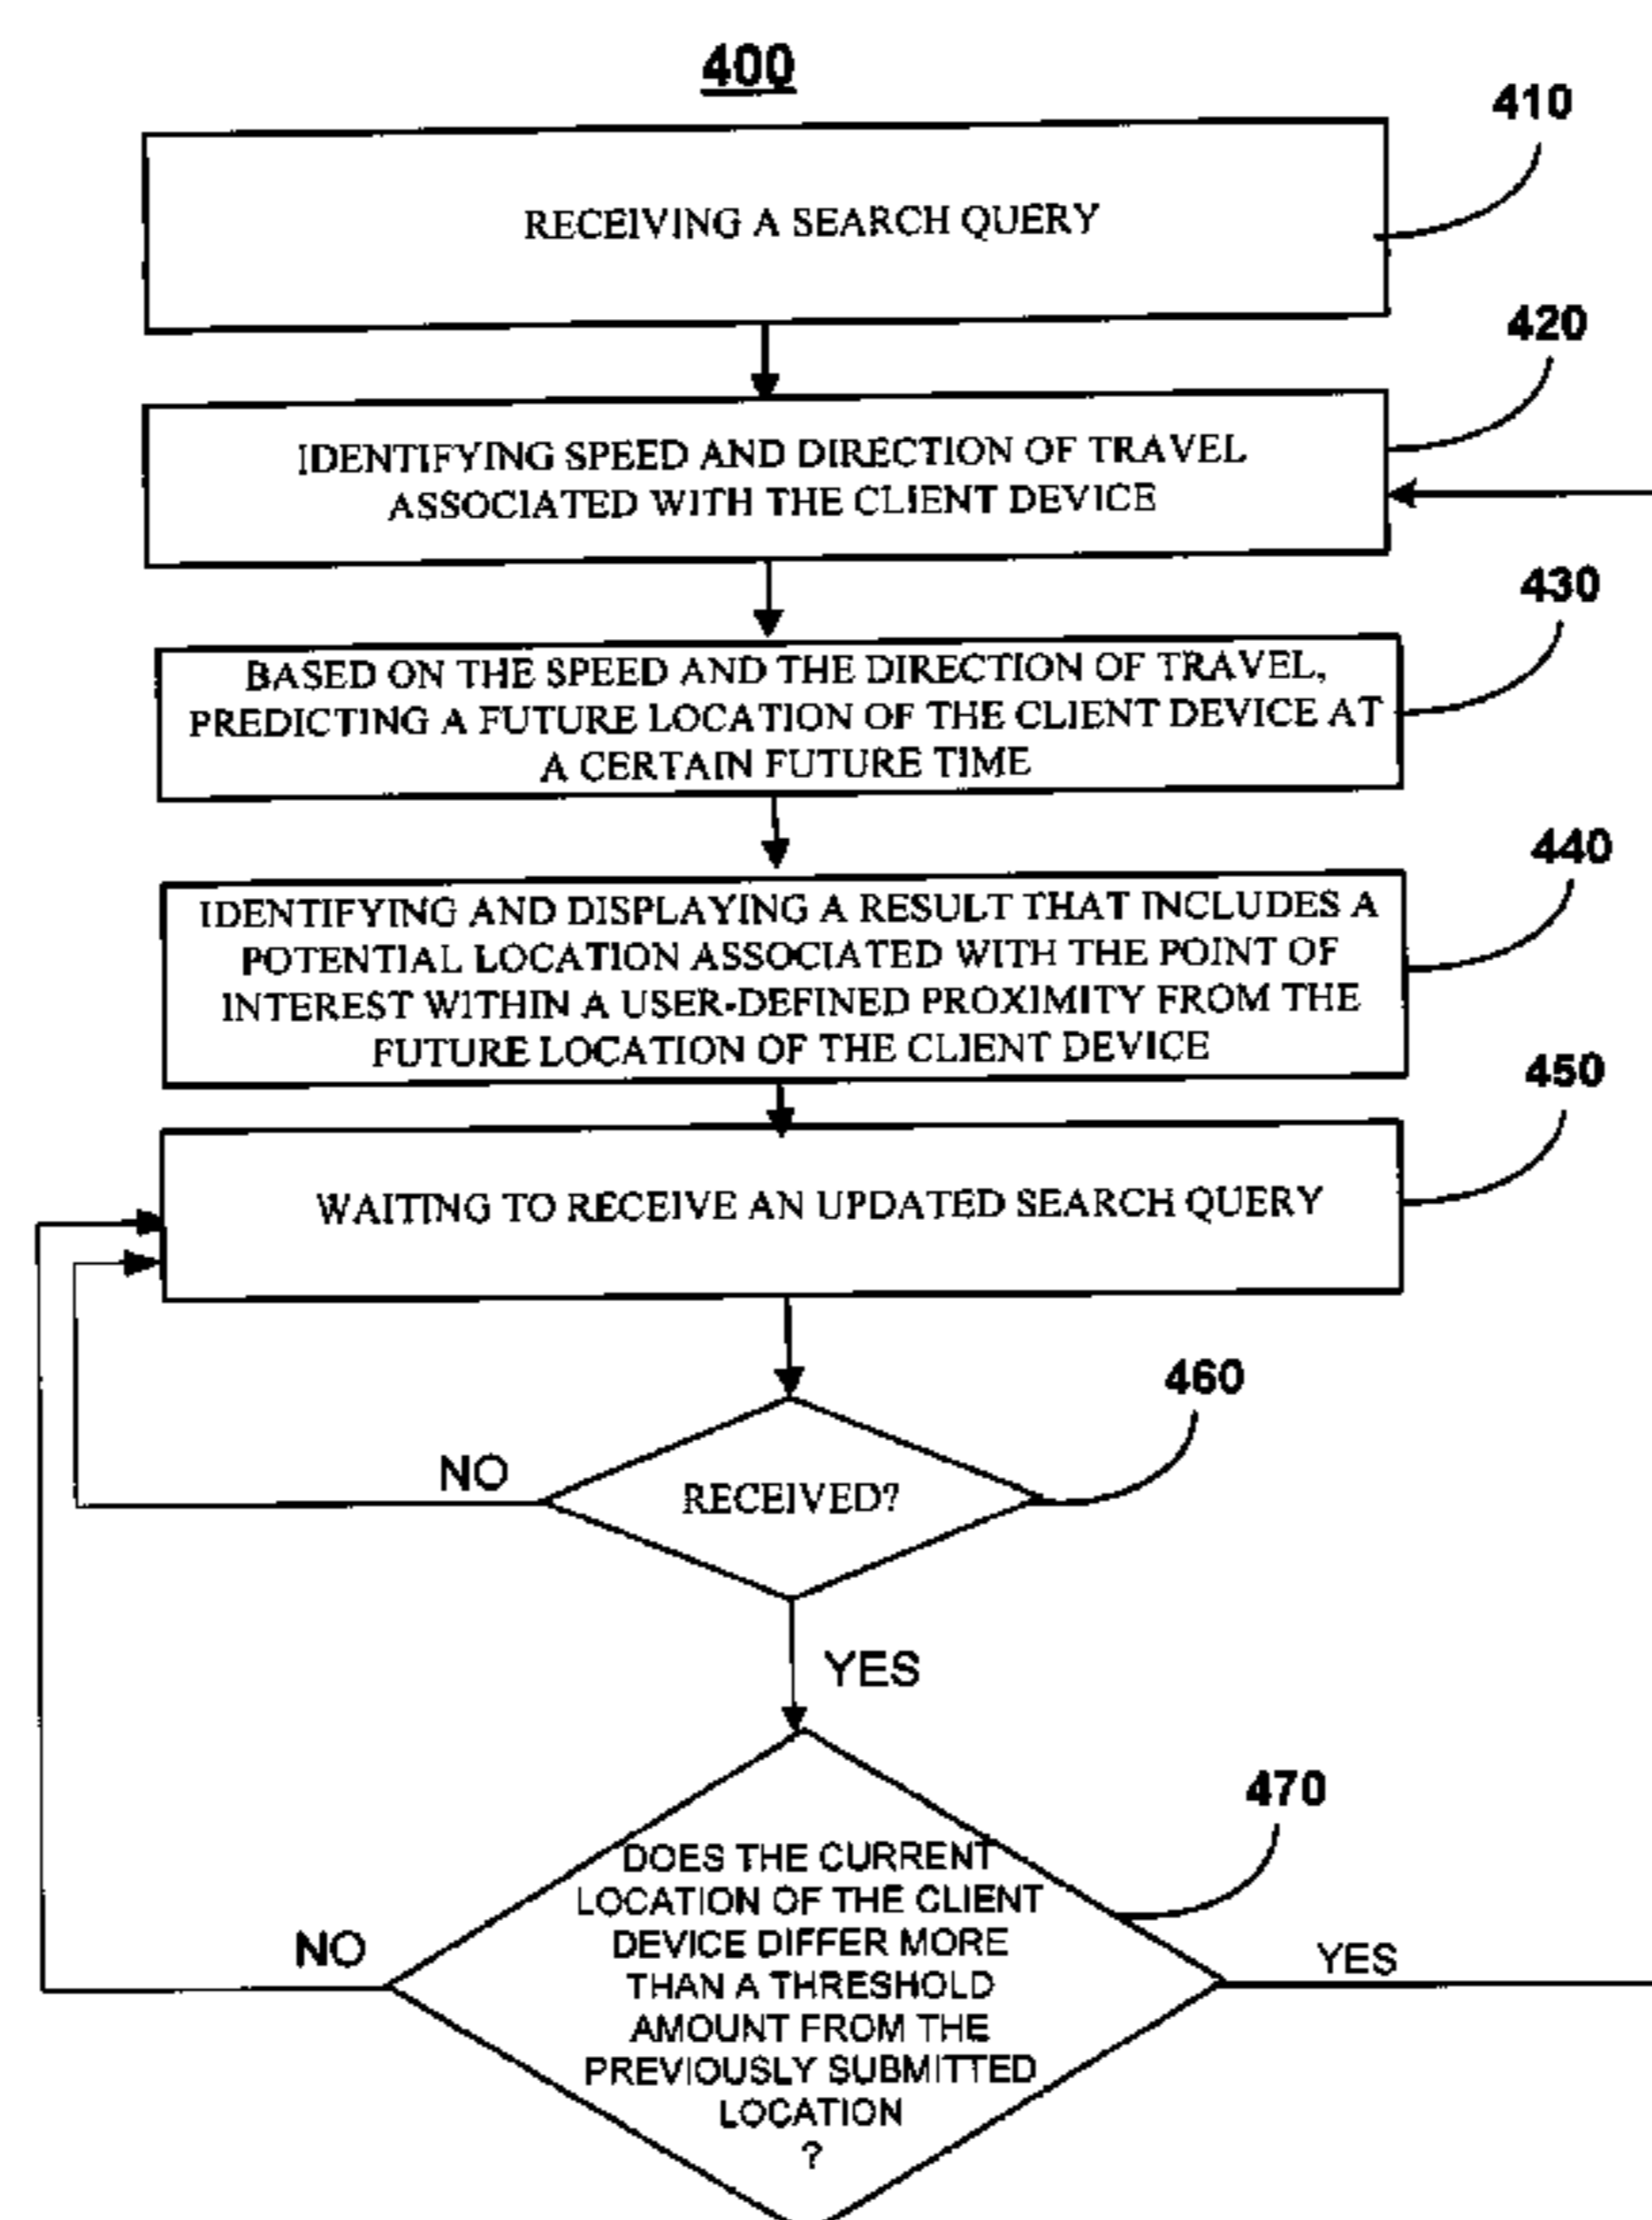 400
410
RECEIVING A SEARCH QUERY
420
IDENTIFYING SPEED AND DIRECTION OF TRAVEL
ASSOCIATED WITH THE CLIENT DEVICE
430
BASED ON THE SPEED AND THE DIRECTION OF TRAVEL,
PREDICTING A FUTURE LOCATION OF THE CLIENT DEVICE AT
A CERTAIN FUTURE TIME
440
IDENTIFYING AND DISPLAYING A RESULT THAT INCLUDES A
POTENTIAL LOCATION ASSOCIATED WITH THE POINT OF
INTEREST WITHIN A USER-DEFINED PROXIMITY FROM THE
FUTURE LOCATION OF THE CLIENT DEVICE
450
WAITING TO RECEIVE AN UPDATED SEARCH QUERY
460
NO
RECEIVED?
YES
470
DOES THE CURRENT
LOCATION OF THE CLIENT
DEVICE DIFFER MORE
THAN A THRESHOLD
AMOUNT FROM THE
PREVIOUSLY SUBMITTED
LOCATION
?
NO
YES